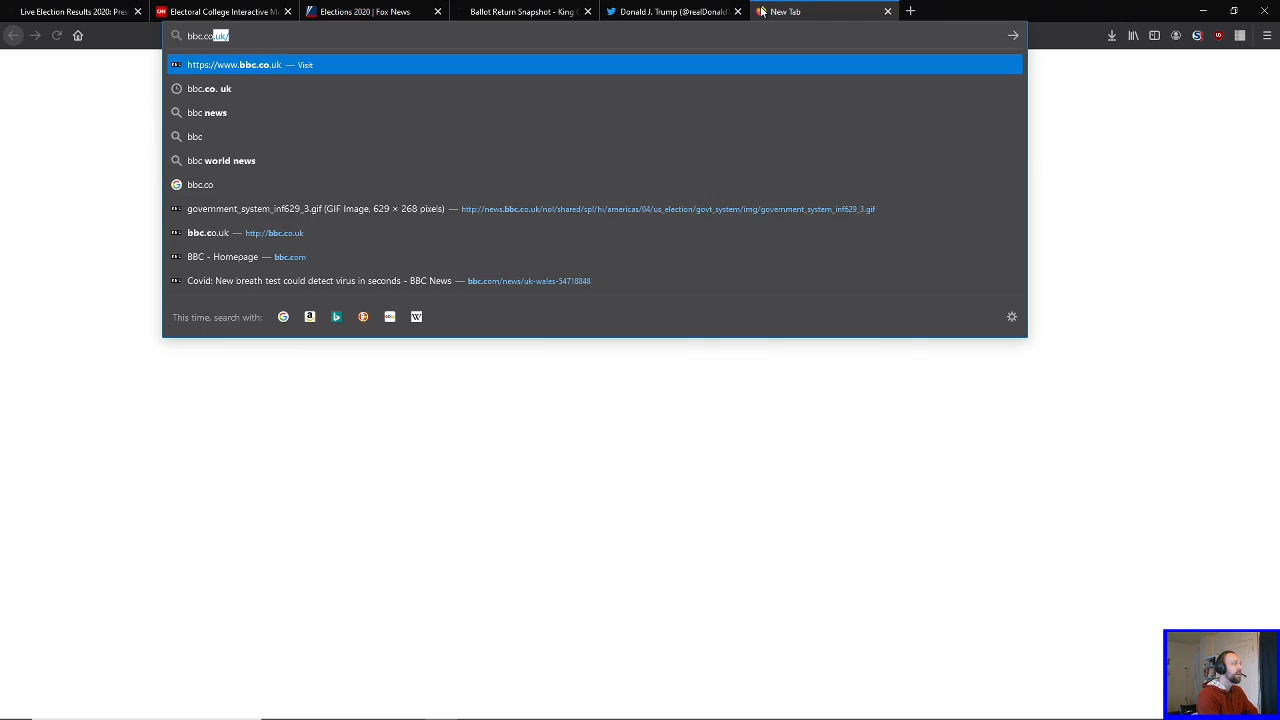 Live Election Results 2020: Pres
CNN Electoral College Interactive Ma
Elections 2020 | Fox News
Ballot Return Snapshot - King C
Donald J. Trump (@realDonald
New Tab
bbc.co.uk/
https://www.bbc.co.uk — Visit
bbc.co. uk
bbc news
bbc
bbc world news
bbc.co
government_system_inf629_3.gif (GIF Image, 629 × 268 pixels) — http://news.bbc.co.uk/nol/shared/spl/hi/americas/04/us_election/govt_system/img/government_system_inf629_3.gif
bbc.co.uk — http://bbc.co.uk
BBC - Homepage — bbc.com
Covid: New breath test could detect virus in seconds - BBC News — bbc.com/news/uk-wales-54718848
This time, search with: